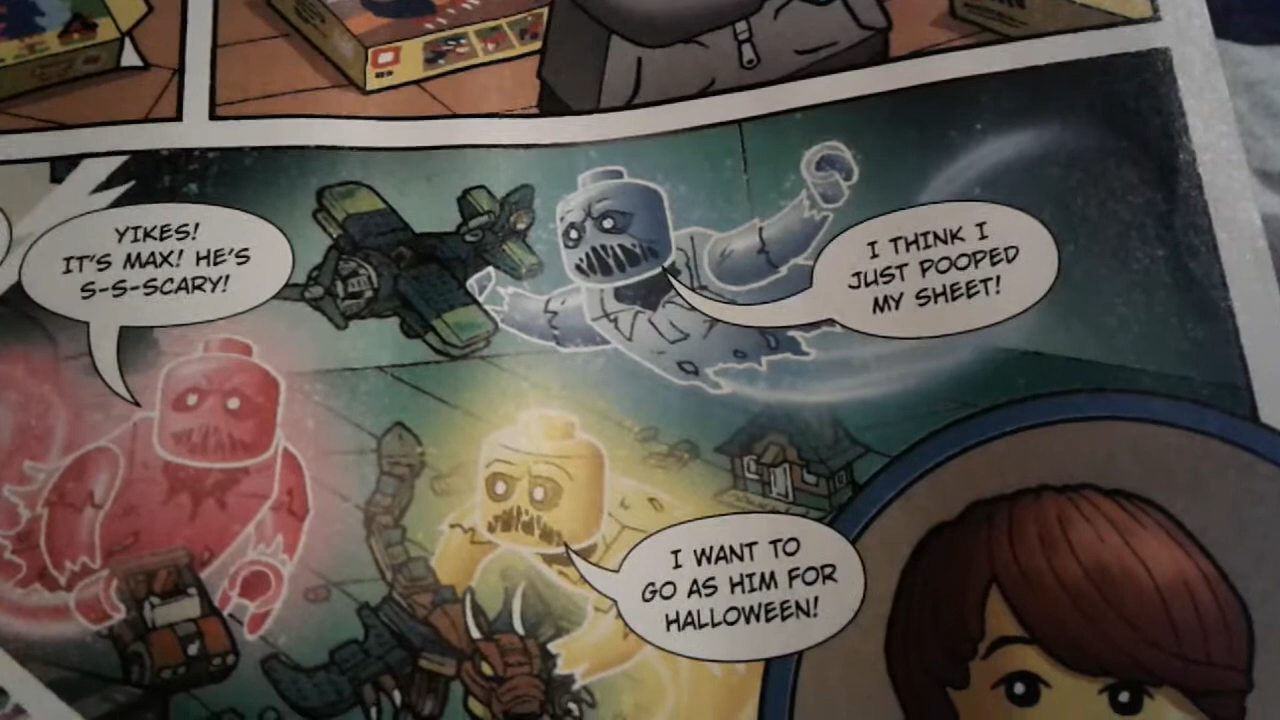 YIKES!
IT'S MAX! HE'S
S-S-SCARY!
I THINK I
JUST POOPED
MY SHEET!
I WANT TO
GO AS HIM FOR
HALLOWEEN!